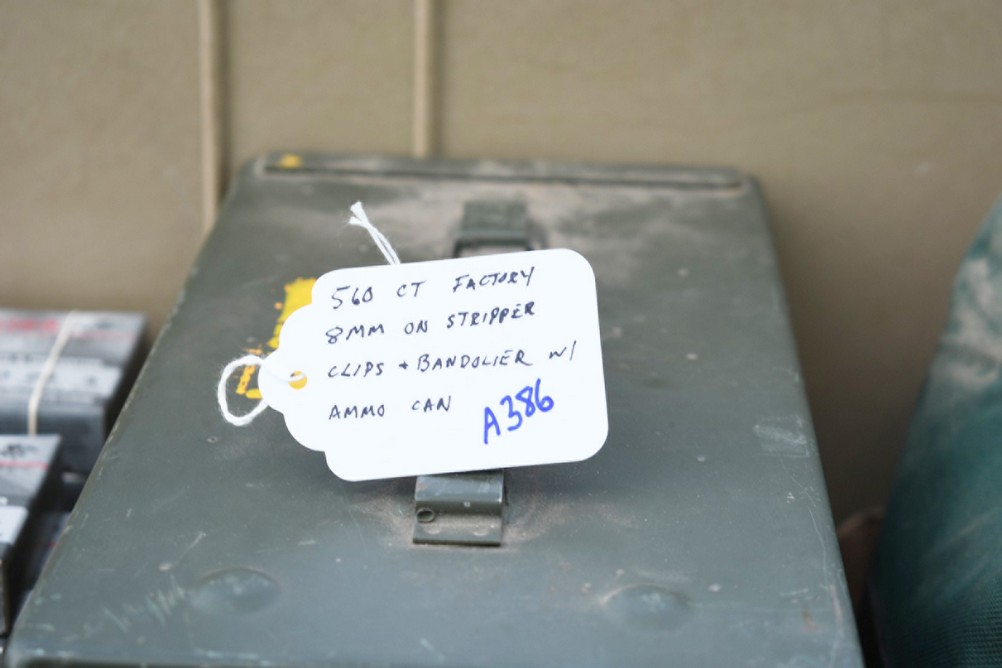 560 CT FACTORY
8MM ON STRIPPER
CLIPS + BANDOLIER W/
AMMO CAN
A386